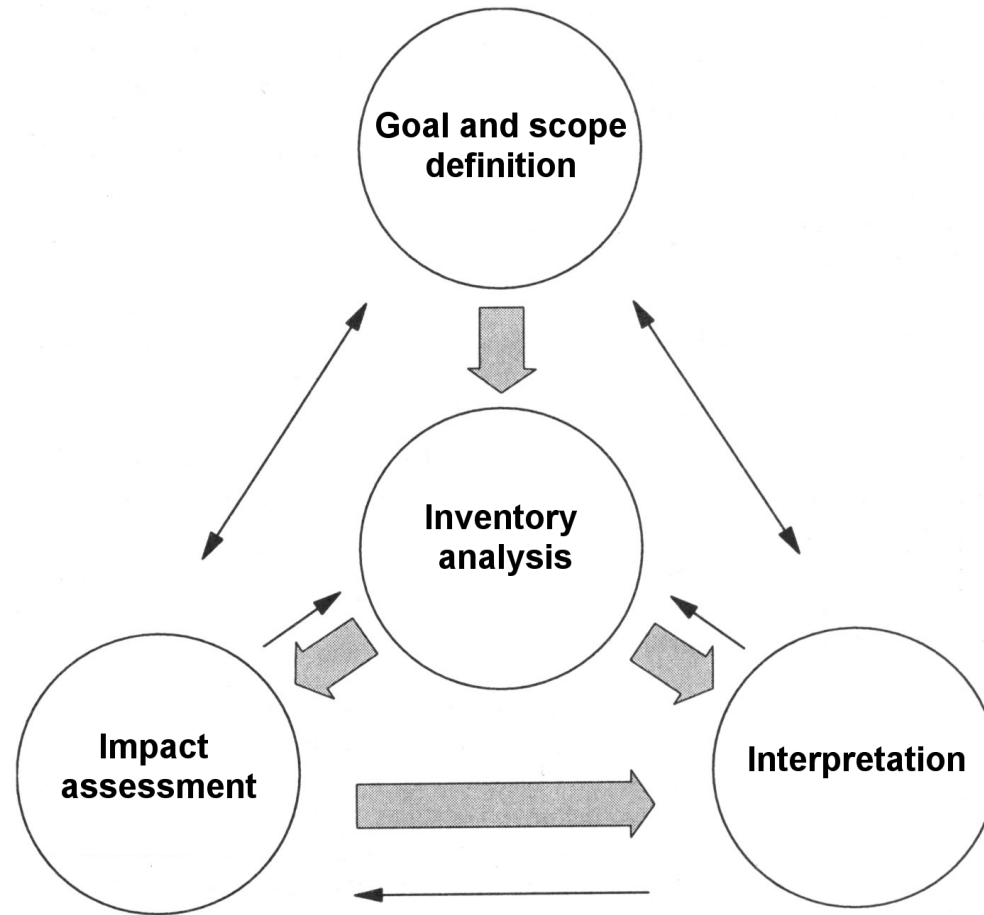 Goal and scope
definition
Inventory
analysis
Impact
assessment
Interpretation